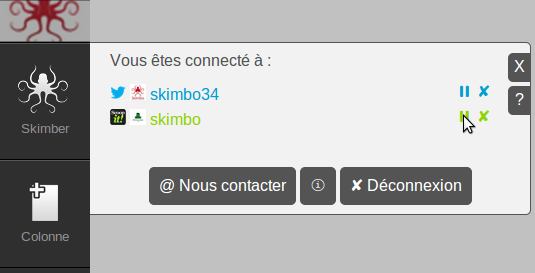 Vous êtes connecté à :
X
skimbo34
?
Scoop it! skimbo
Skimber
@ Nous contacter
✘ Déconnexion
Colonne